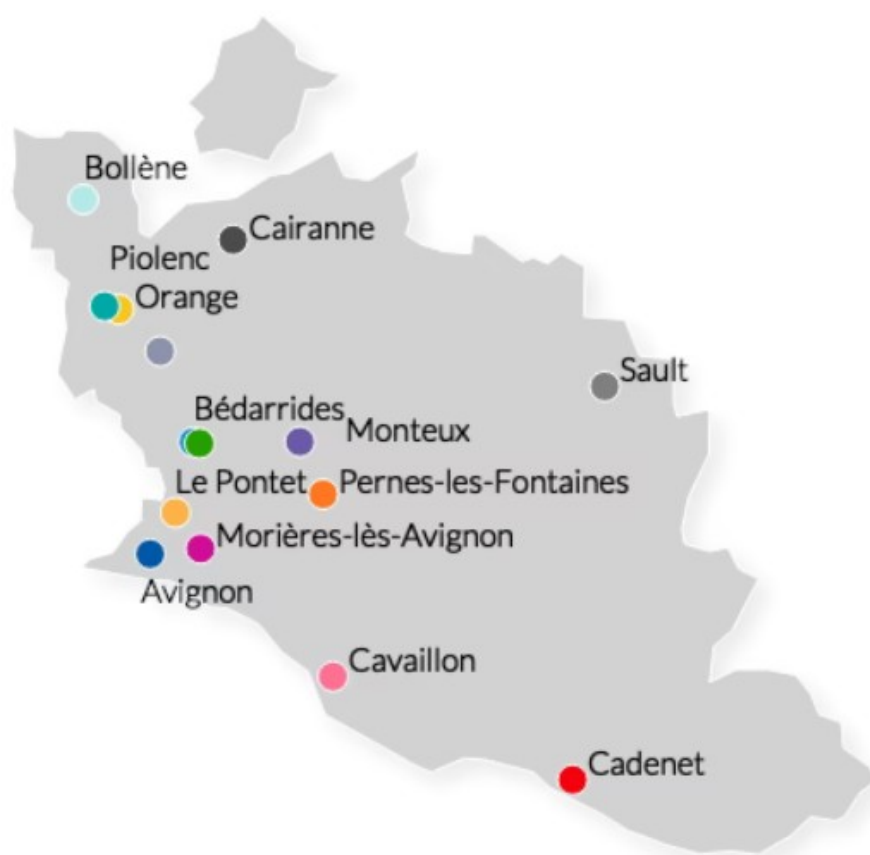 Bollène
Cairanne
Piolenc
Orange
Sault
Bédarrides
Monteux
Le Pontet
Pernes-les-Fontaines
Morières-lès-Avignon
Avignon
Cavaillon
Cadenet